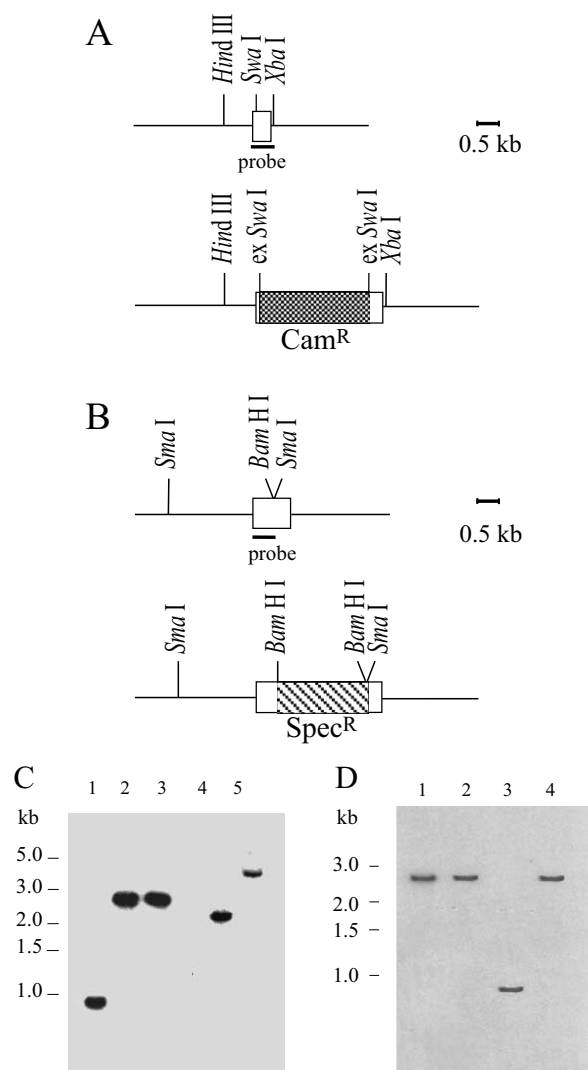 A
Hind III
Swa I
Xba I
probe
0.5 kb
Hind III
ex Swa I
ex Swa I
Xba I
CamR
B
Sma I
Bam H I
Sma I
probe
0.5 kb
Sma I
Bam H I
Bam H I
Sma I
SpecR
C
1 2 3 4 5
kb
5.0
3.0
2.0
1.5
1.0
D
1 2 3 4
kb
3.0
2.0
1.5
1.0